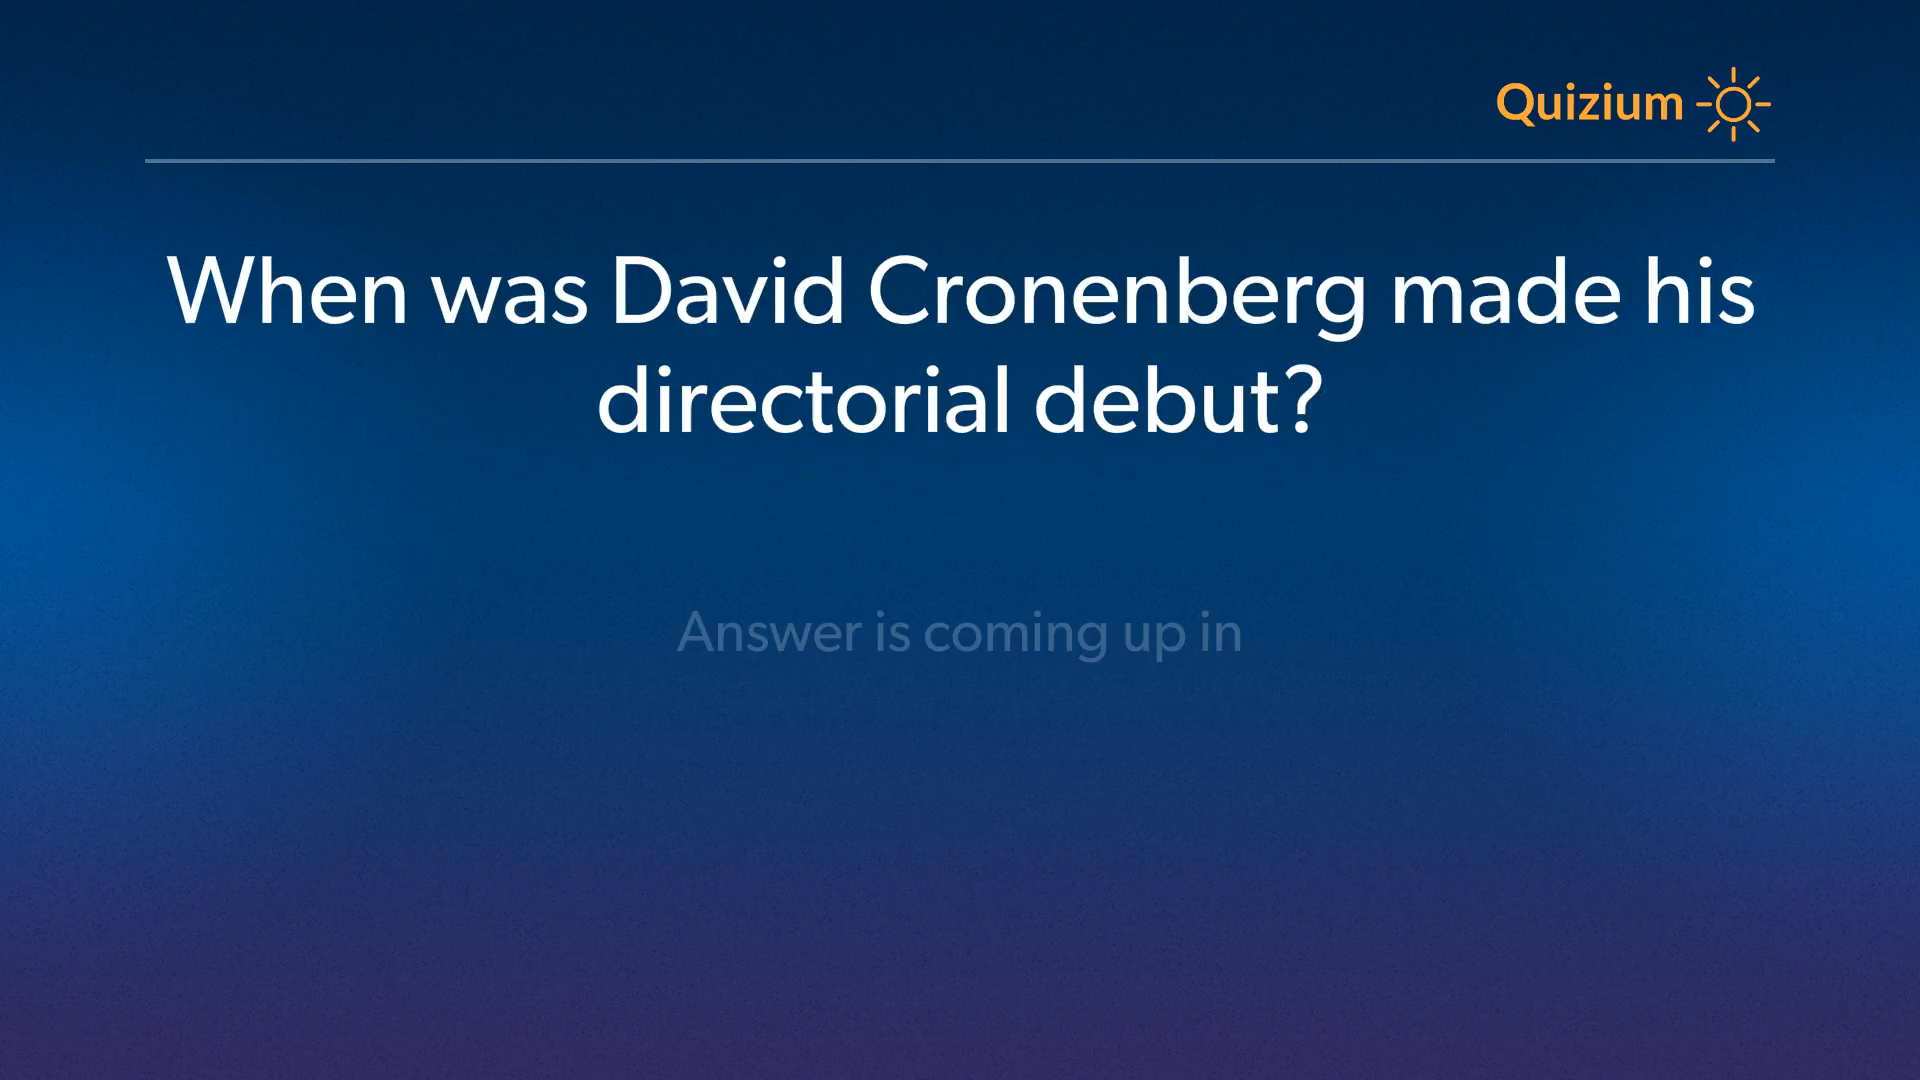 Quizium
When was David Cronenberg made his
directorial debut?
Answer is coming up in